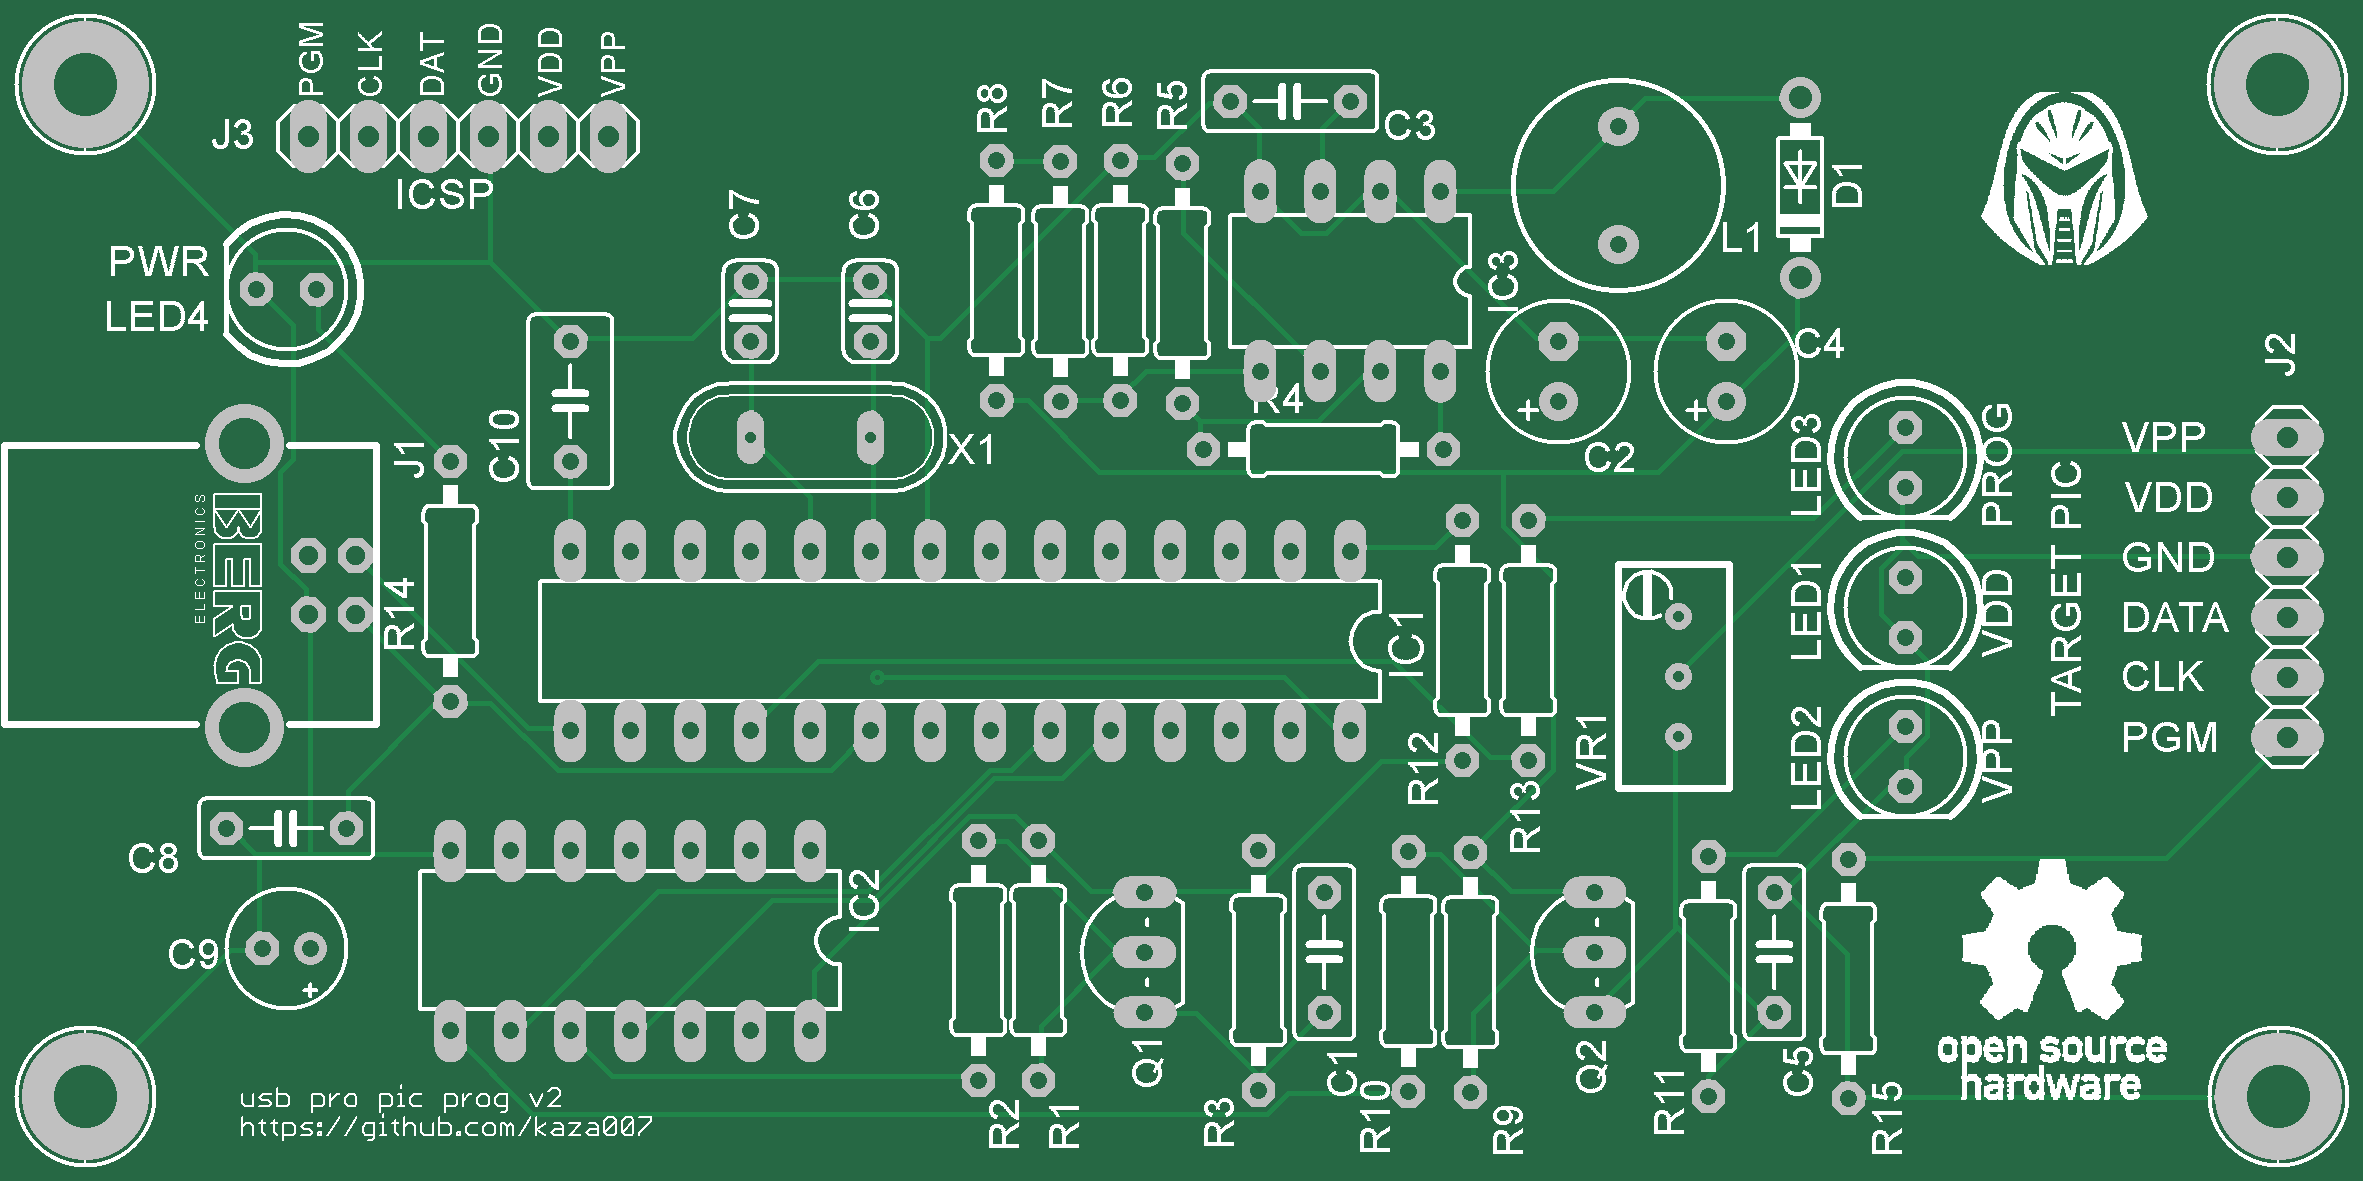 PGM
CLK
DAT
GND
VDD
VPP
J3
ICSP
PWR
LED4
C7
C6
R8
R7
R6
R5
C3
IC3
L1
D1
C10
X1
R4
C2
C4
J2
J1
BERG
ELECTRONICS
R14
IC1
R12
R13
VR1
LED3
PROG
LED1
VDD
LED2
VPP
TARGET PIC
VPP
VDD
GND
DATA
CLK
PGM
C8
C9
+
+
+
IC2
R2
R1
Q1
R3
C1
R10
R9
Q2
R11
C5
R15
open source
hardware
usb pro pic prog v2
https://github.com/kaza007